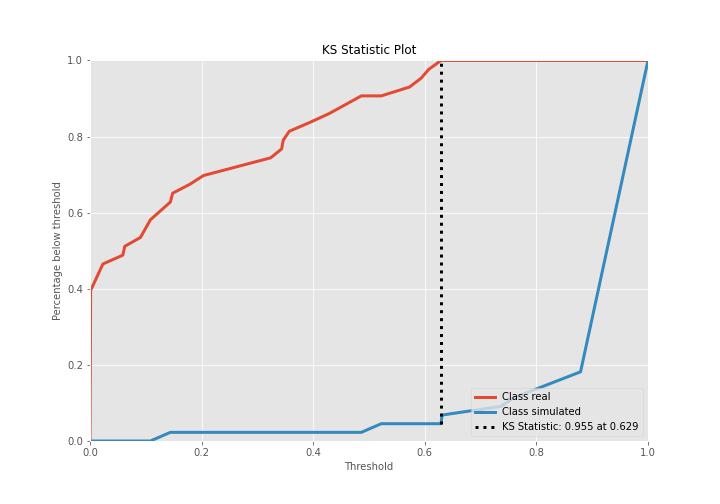 KS Statistic Plot
1.0
0.8
0.6
0.4
0.2
0.0
Percentage below threshold
0.0 0.2 0.4 0.6 0.8 1.0
Threshold
Class real
Class simulated
KS Statistic: 0.955 at 0.629